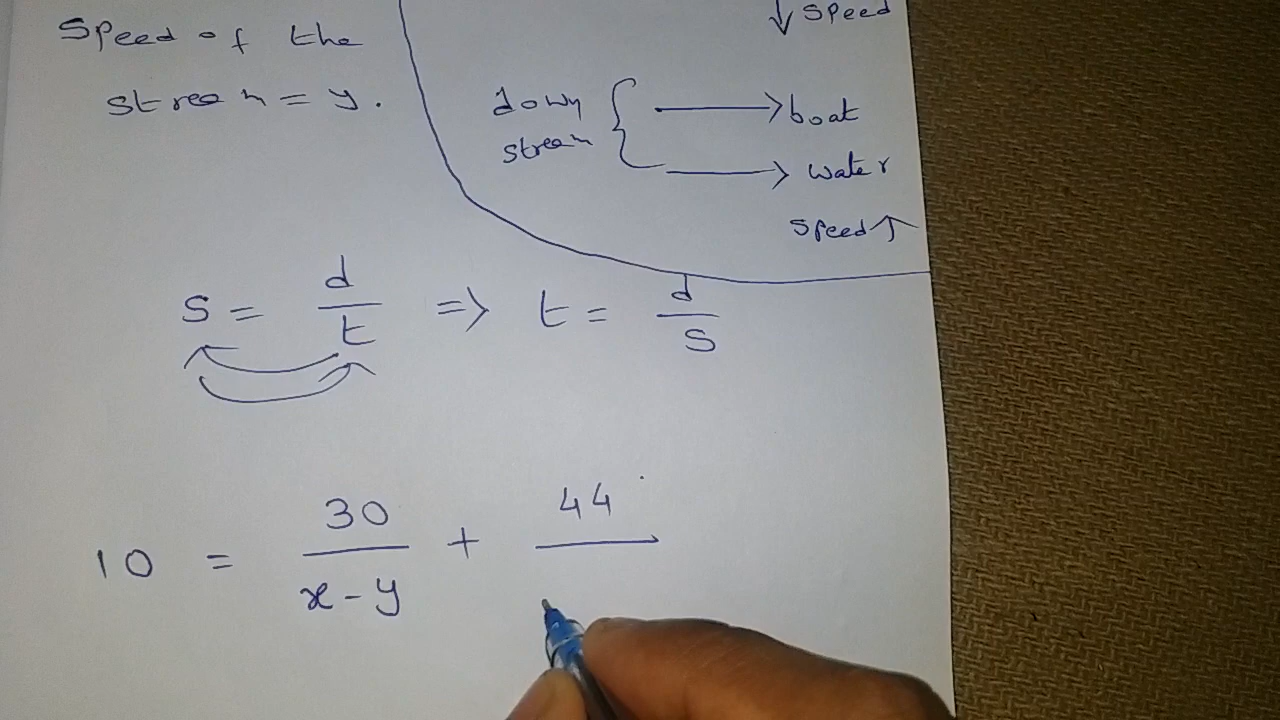 Speed of the
stream = y.
↓ speed
down
stream { → boat
→ water
speed ↑
s = d/t => t = d/s
10 = 30/(x-y) + 44/